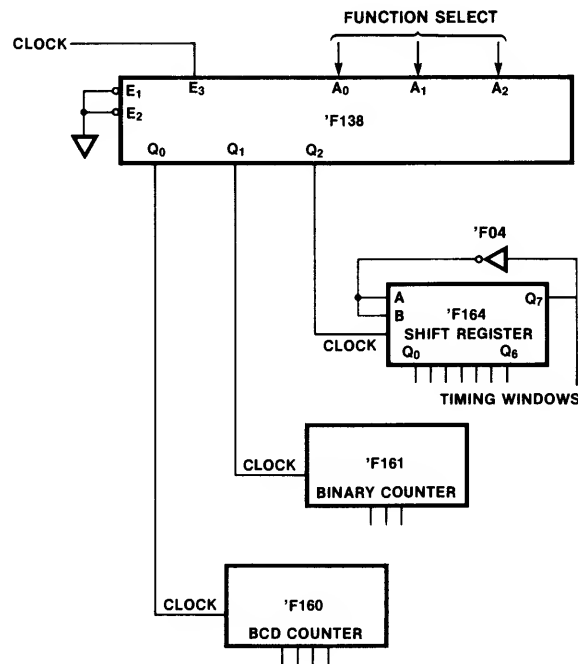 FUNCTION SELECT
CLOCK
E1 E3 A0 A1 A2
E2
'F138
Q0 Q1 Q2
'F04
A 'F164 Q7
B SHIFT REGISTER
CLOCK
Q0 Q6
TIMING WINDOWS
CLOCK 'F161
BINARY COUNTER
CLOCK 'F160
BCD COUNTER